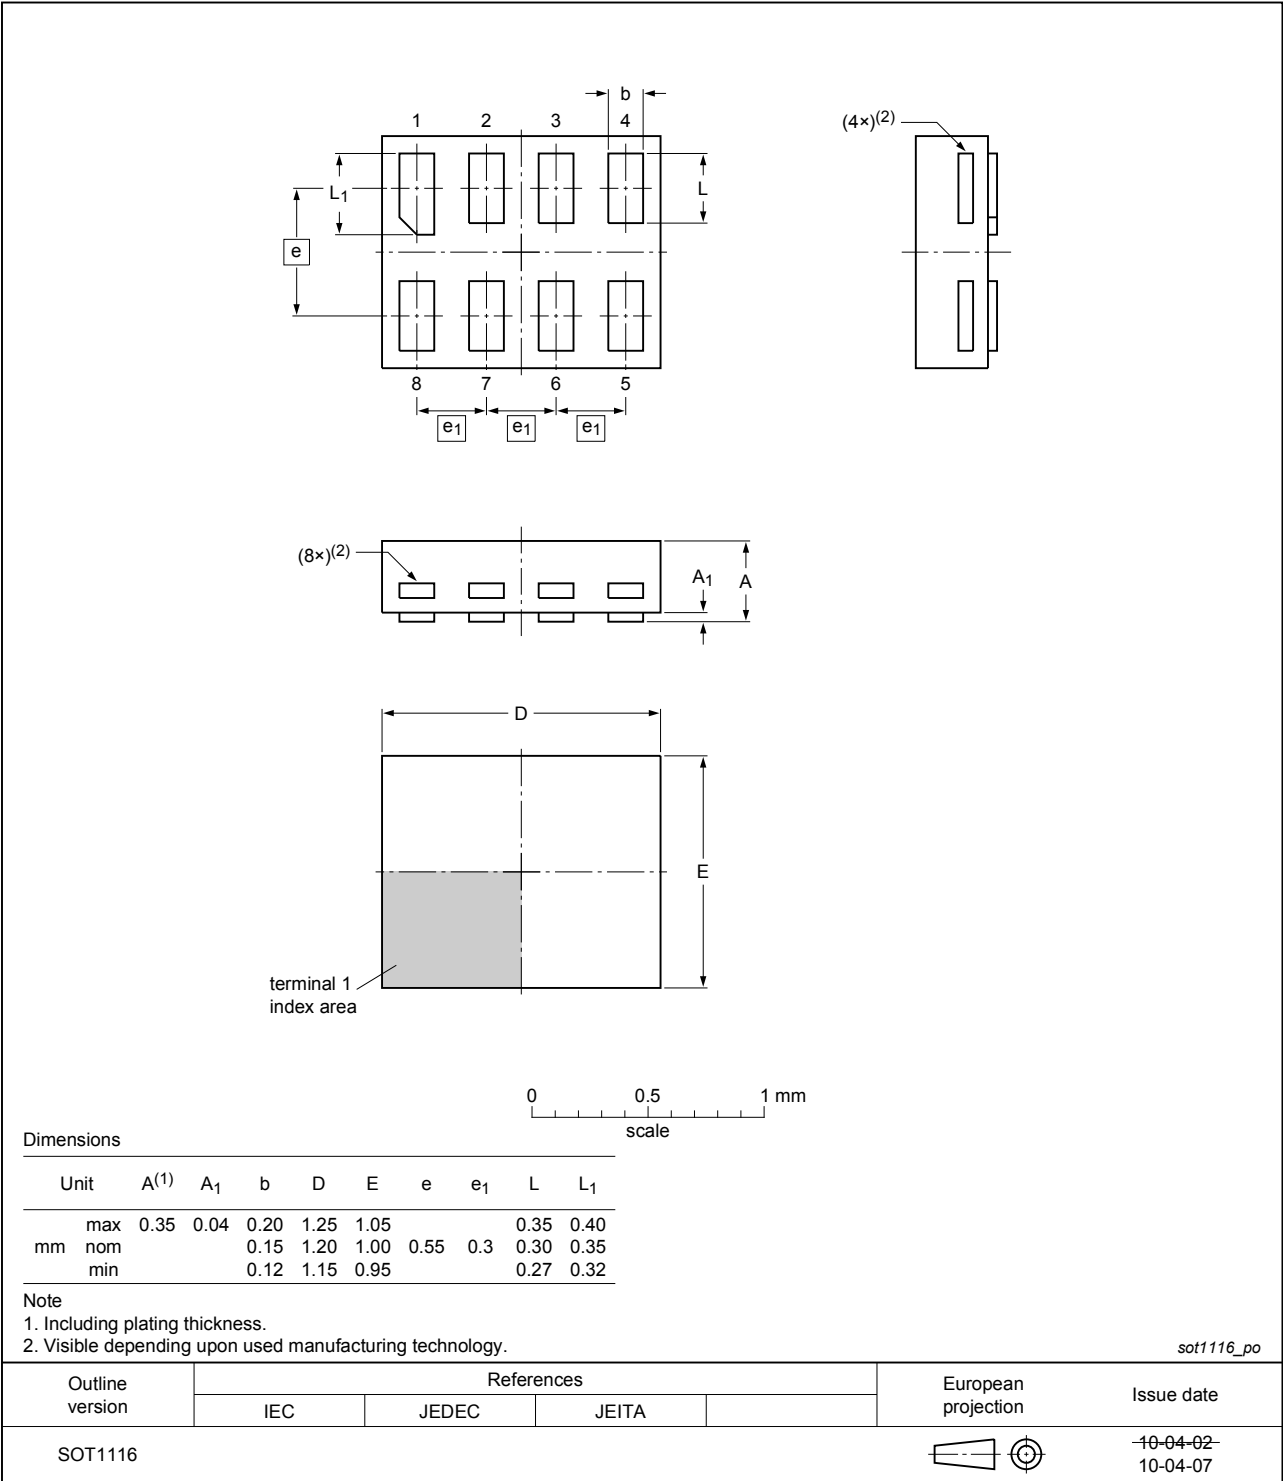 b
1 2 3 4
(4×)(2)
L1
L
e
8 7 6 5
e1 e1 e1
(8×)(2)
A1
A
D
E
terminal 1
index area
0 0.5 1 mm
scale
Dimensions
Unit A(1) A1 b D E e e1 L L1
max 0.35 0.04 0.20 1.25 1.05 0.35 0.40
mm nom 0.15 1.20 1.00 0.55 0.3 0.30 0.35
min 0.12 1.15 0.95 0.27 0.32
Note
1. Including plating thickness.
2. Visible depending upon used manufacturing technology.
sot1116_po
Outline
version
References
IEC JEDEC JEITA
European
projection
Issue date
SOT1116
10-04-02
10-04-07